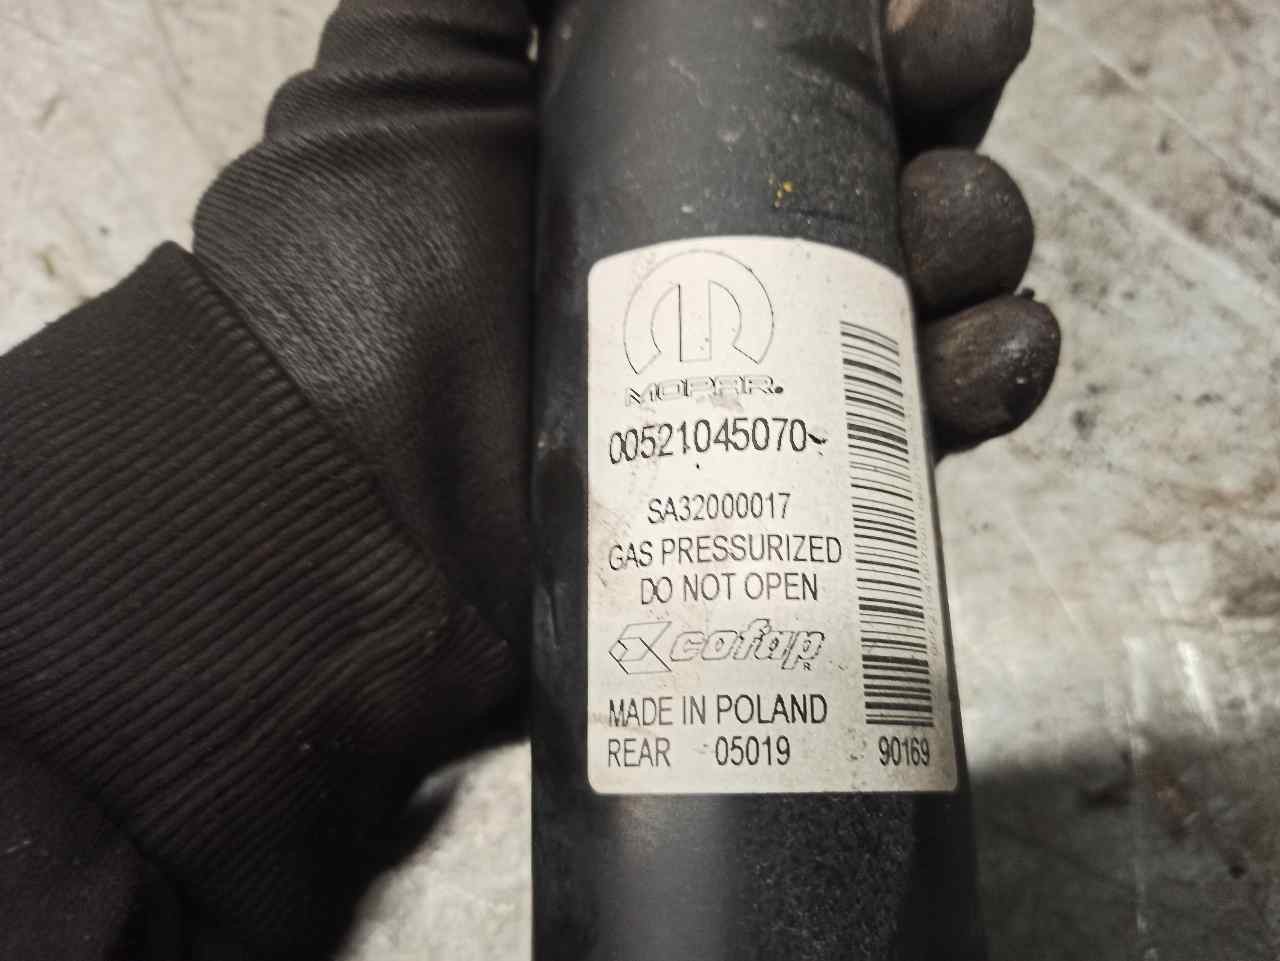 MOPAR.
00521045070
SA32000017
GAS PRESSURIZED
DO NOT OPEN
cofap
R
MADE IN POLAND
REAR 05019 90169